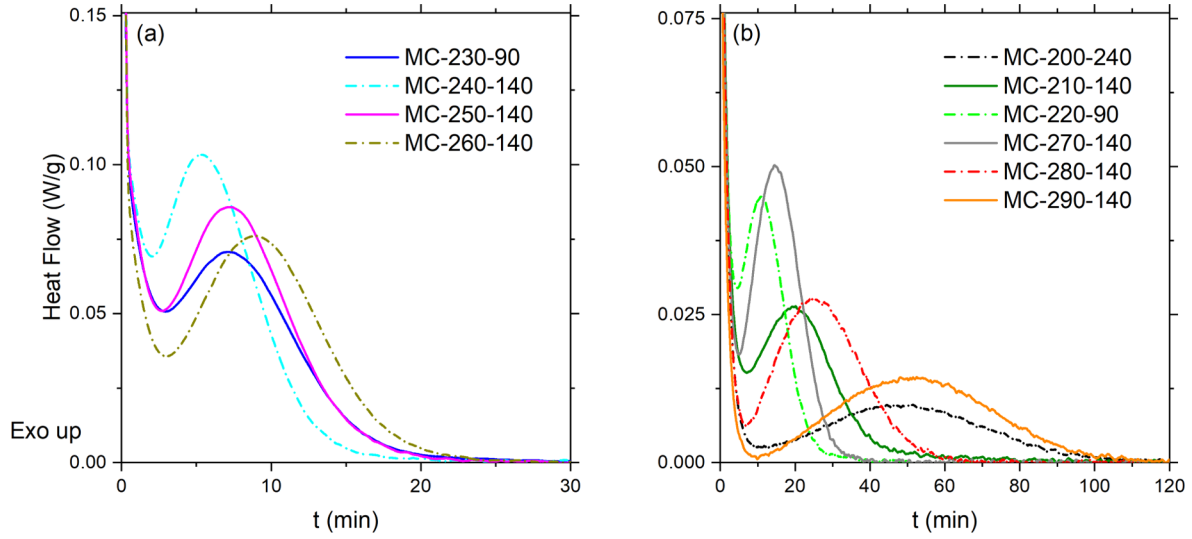 (a)
MC-230-90
MC-240-140
MC-250-140
MC-260-140
0.15
0.10
0.05
0.00
Heat Flow (W/g)
Exo up
0
10
20
30
t (min)
(b)
MC-200-240
MC-210-140
MC-220-90
MC-270-140
MC-280-140
MC-290-140
0.075
0.050
0.025
0.000
0
20
40
60
80
100
120
t (min)